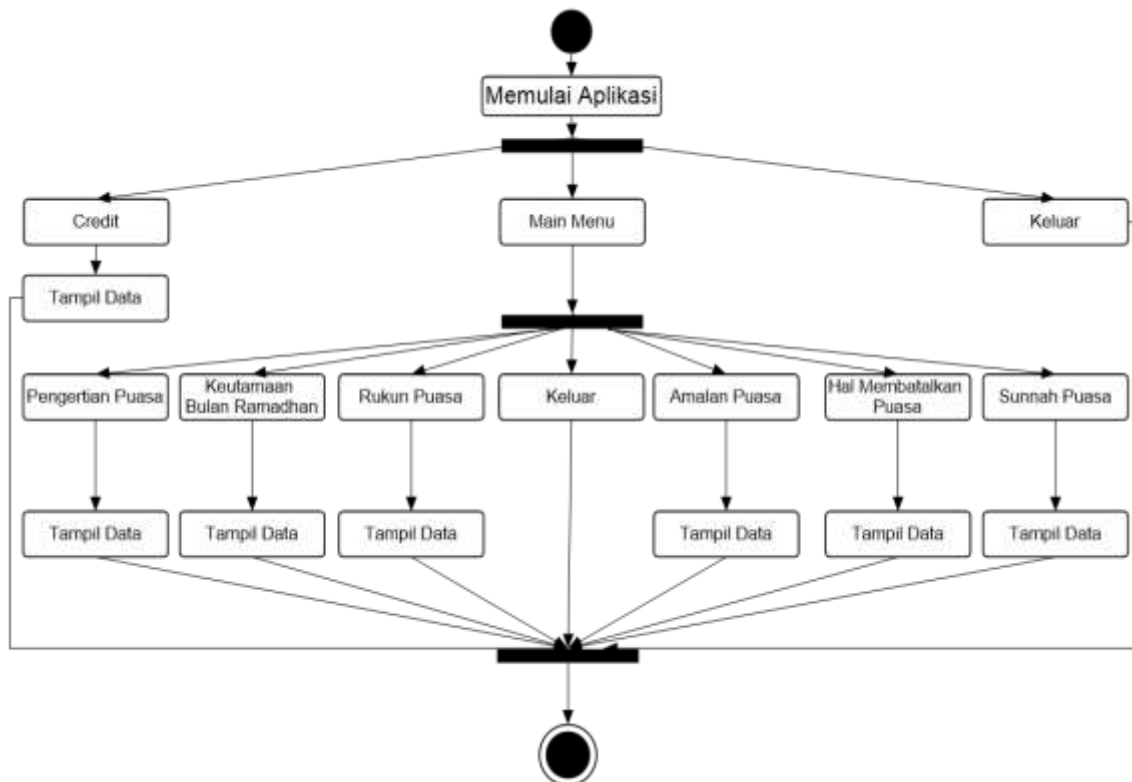 Memulai Aplikasi
Credit
Main Menu
Keluar
Tampil Data
Pengertian Puasa
Keutamaan
Bulan Ramadhan
Rukun Puasa
Keluar
Amalan Puasa
Hal Membatalkan
Puasa
Sunnah Puasa
Tampil Data
Tampil Data
Tampil Data
Tampil Data
Tampil Data
Tampil Data